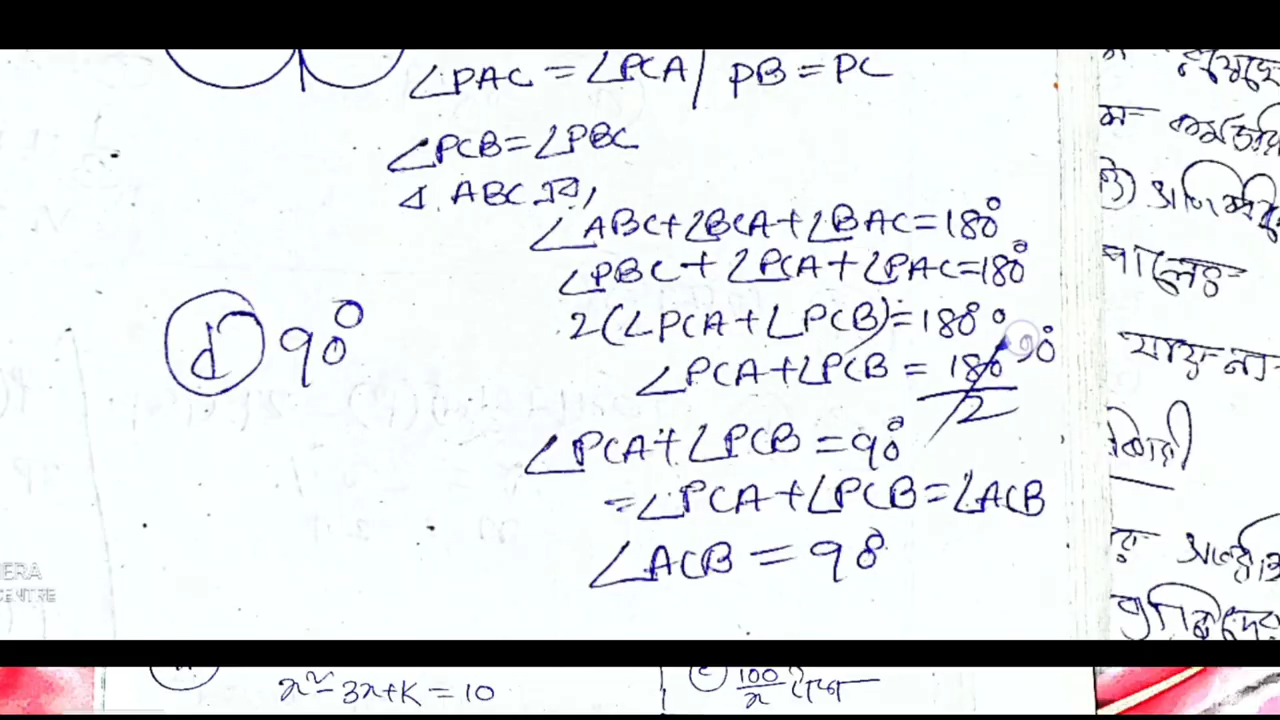 ∠PAC = ∠PCA / PB = PC
∠PCB = ∠PBC
Δ ABC এর,
∠ABC + ∠BCA + ∠BAC = 180°
∠PBC + ∠PCA + ∠PAC = 180°
2(∠PCA + ∠PCB) = 180°
∠PCA + ∠PCB = 180/2 90°
∠PCA + ∠PCB = 90°
= ∠PCA + ∠PCB = ∠ACB
∠ACB = 90
d 90°
পালের
যায় না
ERA
CENTRE
x² - 3x + K = 10
c 100/x